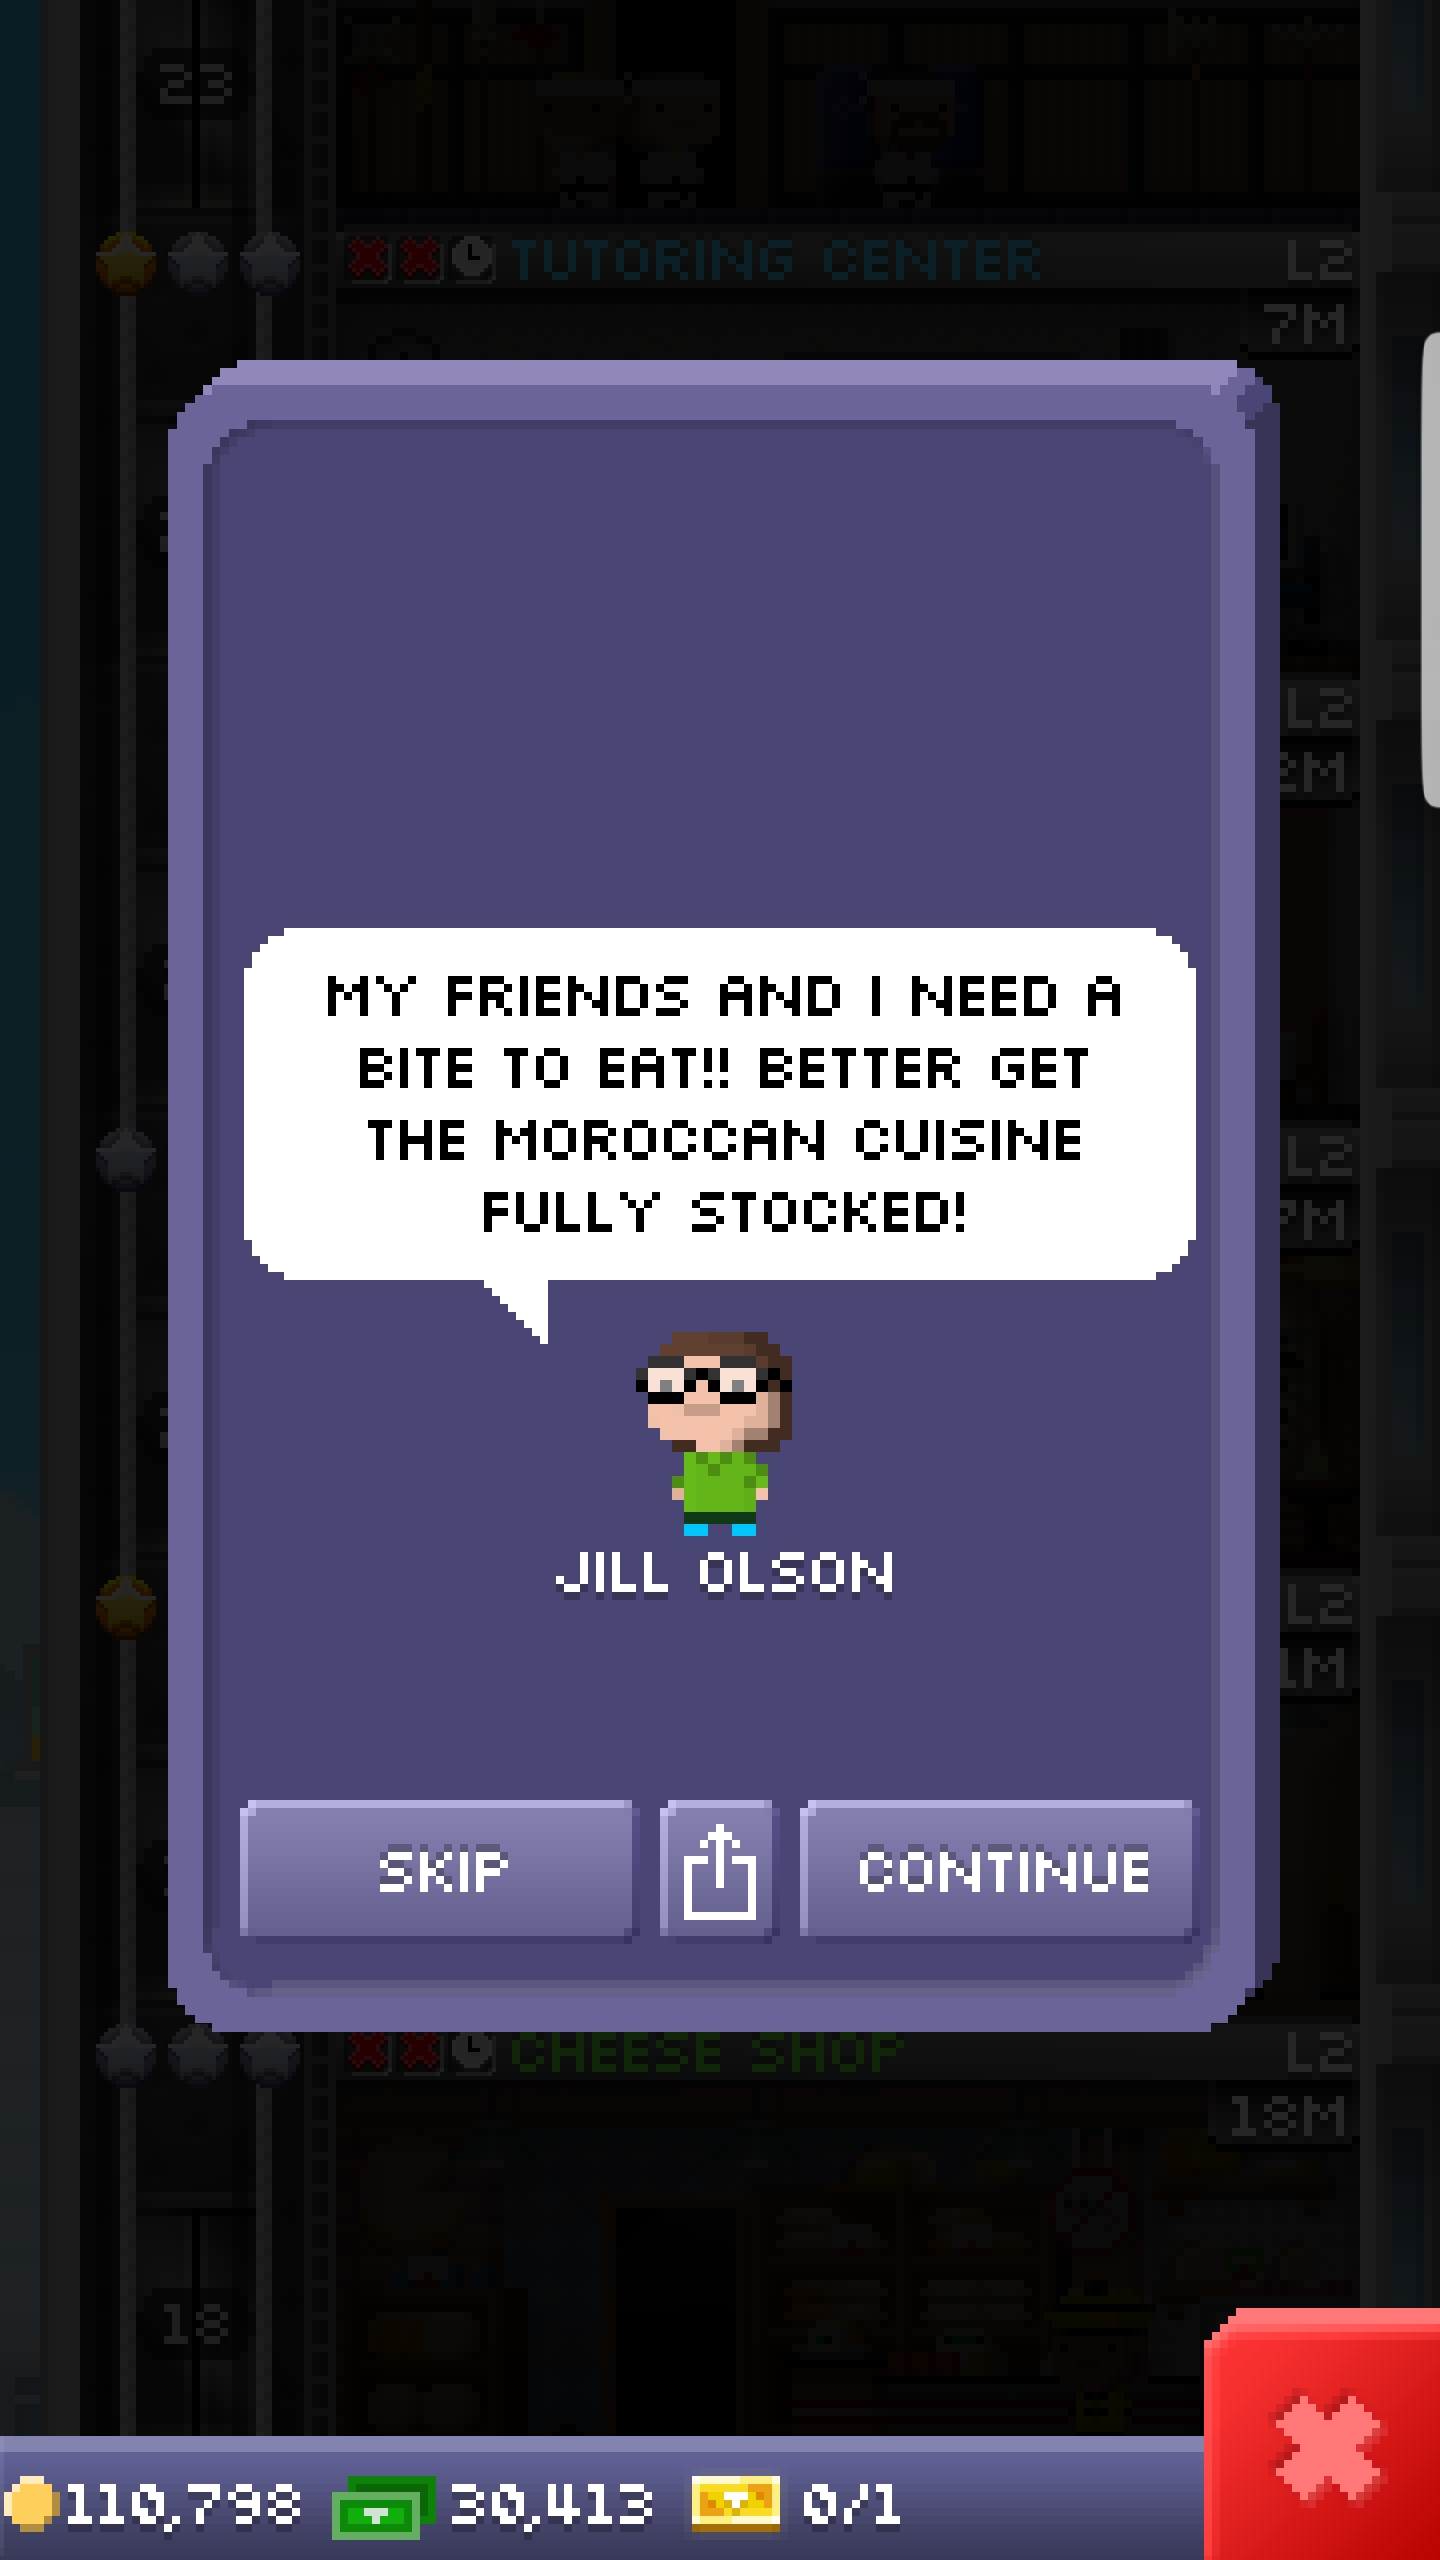 23
TUTORING CENTER L2
7M
L2
2M
MY FRIENDS AND I NEED A
BITE TO EAT!! BETTER GET
THE MOROCCAN CUISINE
FULLY STOCKED!
L2
L2
1M
JILL OLSON
SKIP
CONTINUE
CHEESE SHOP L2
18M
18
110,798 30,413 0/1